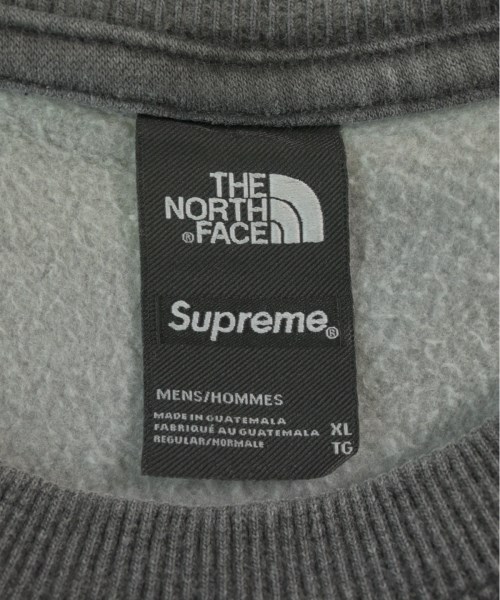 THE
NORTH
® FACE
Supreme®
MENS/HOMMES
MADE IN GUATEMALA
FABRIQUÉ AU GUATEMALA XL
REGULAR/NORMALE TG